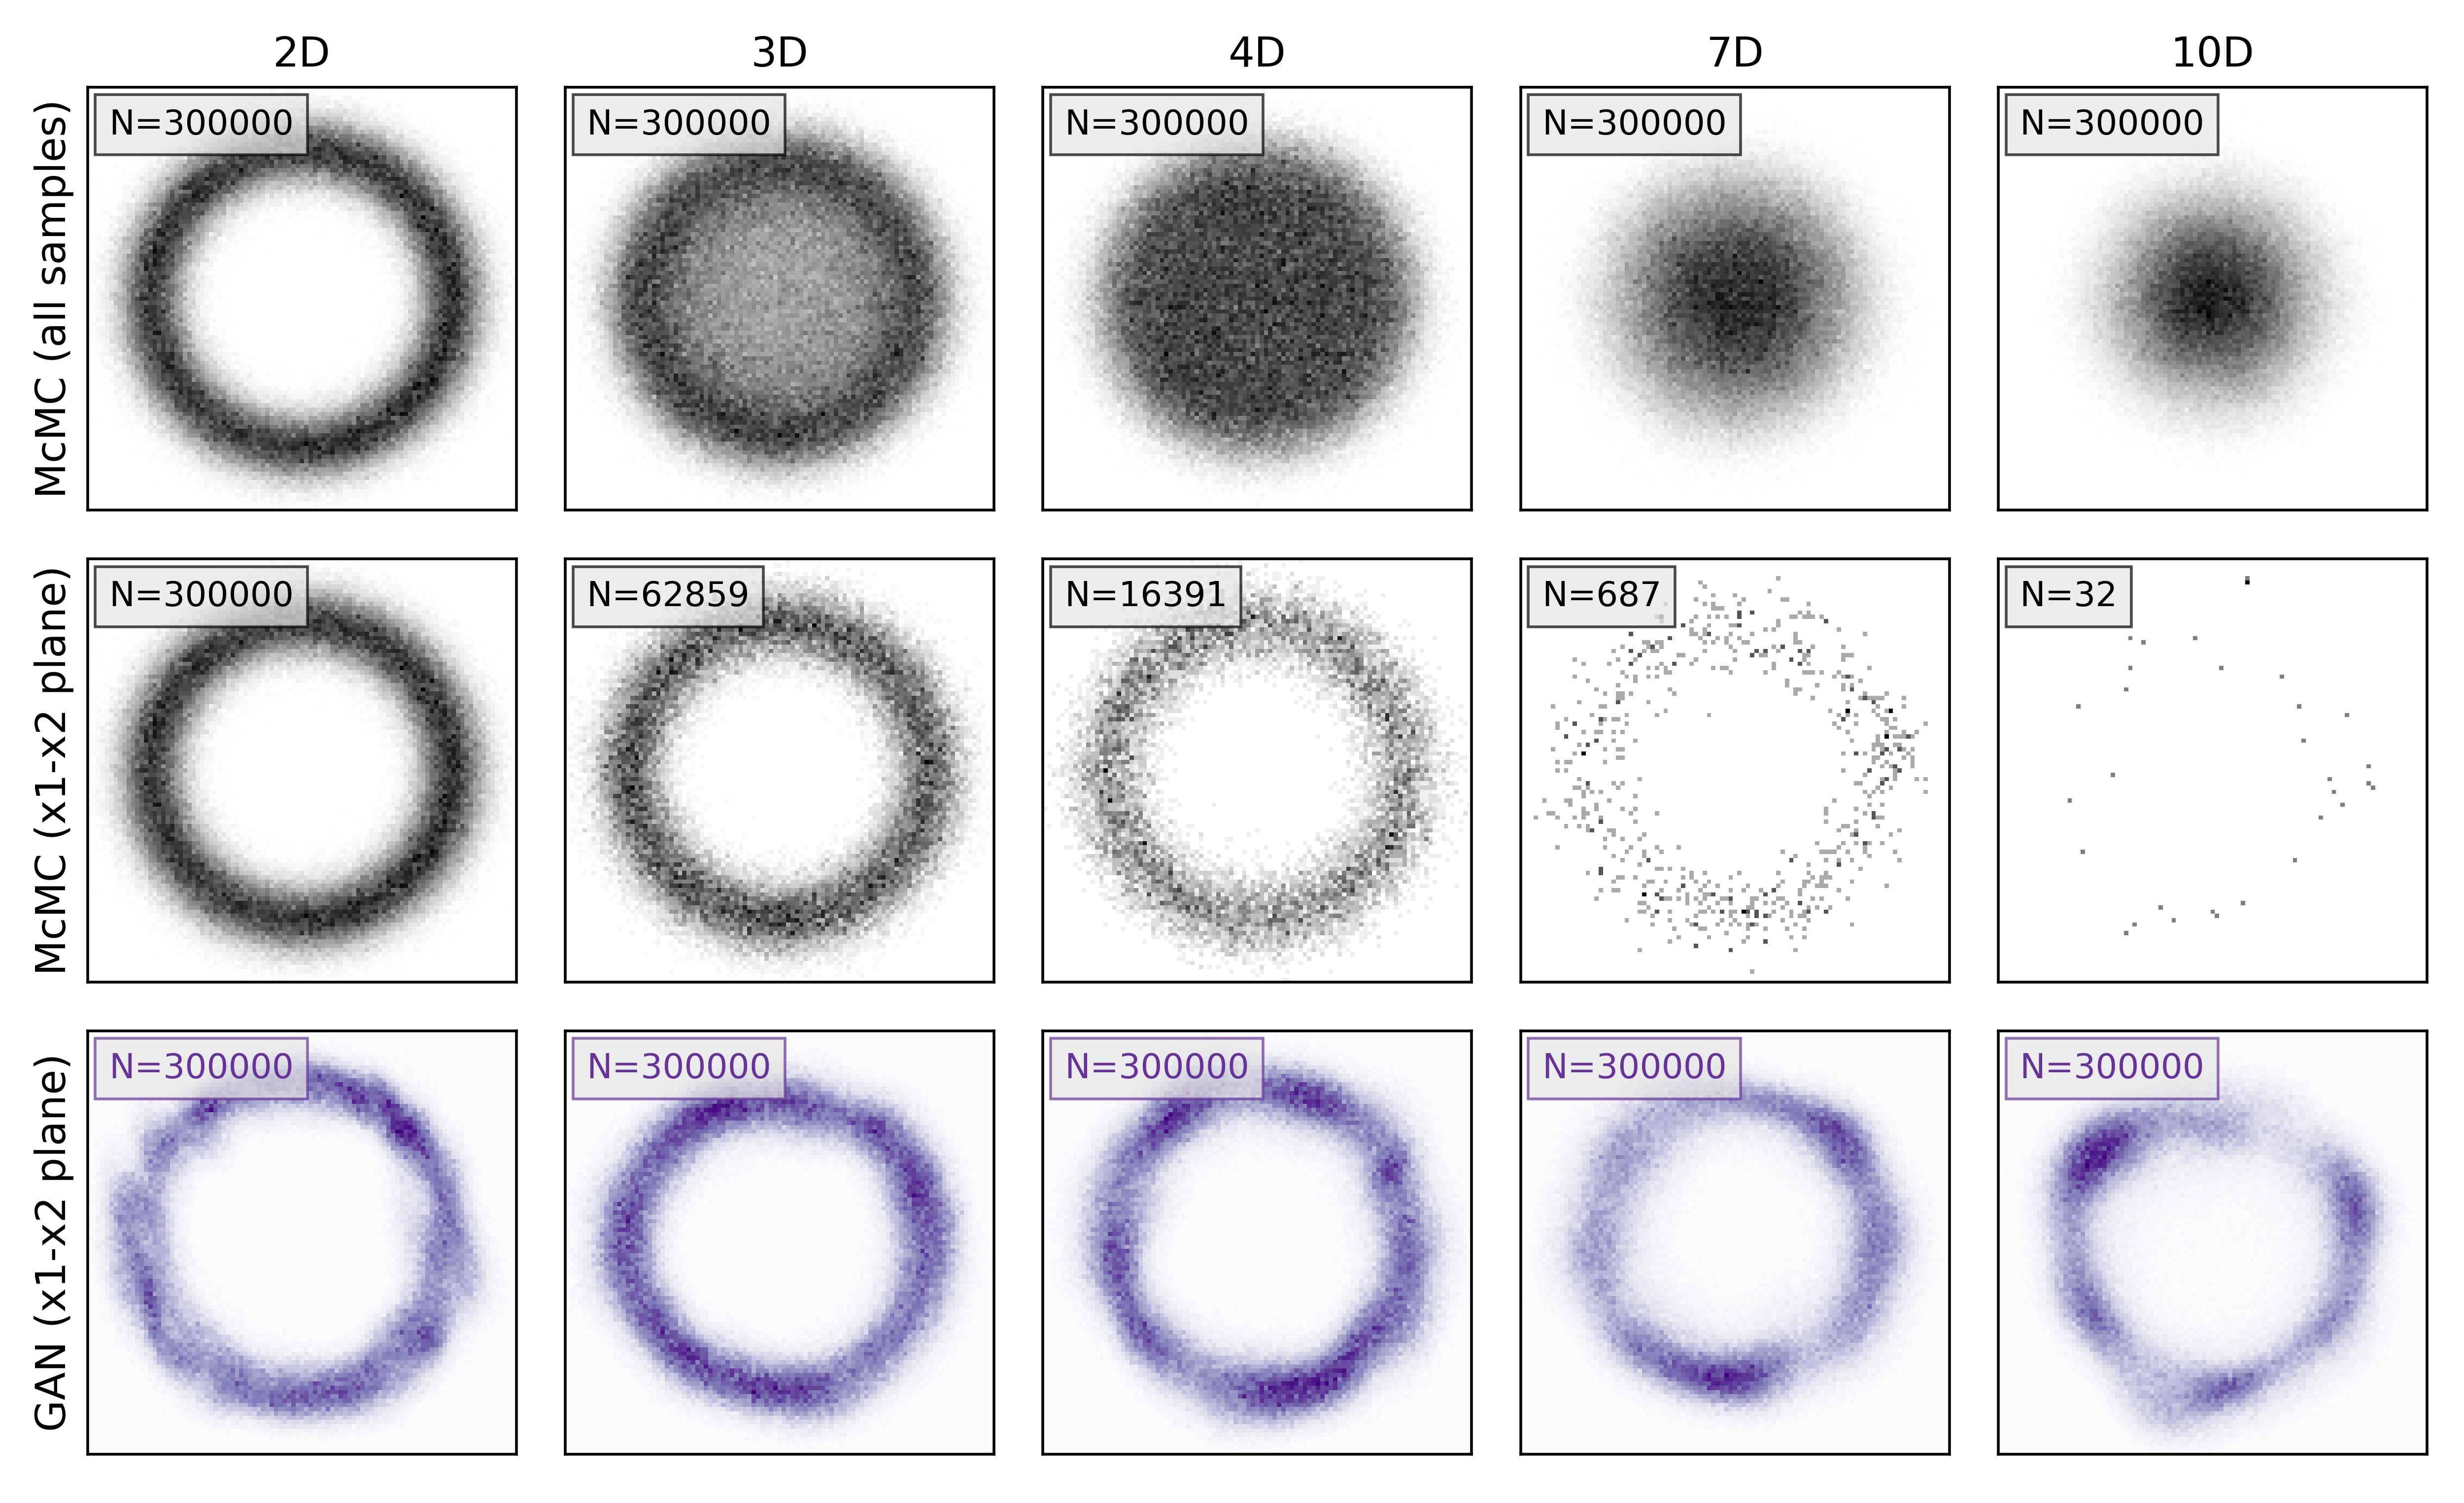 2D
3D
4D
7D
10D
McMC (all samples)
N=300000
N=300000
N=300000
N=300000
N=300000
McMC (x1-x2 plane)
N=300000
N=62859
N=16391
N=687
N=32
GAN (x1-x2 plane)
N=300000
N=300000
N=300000
N=300000
N=300000